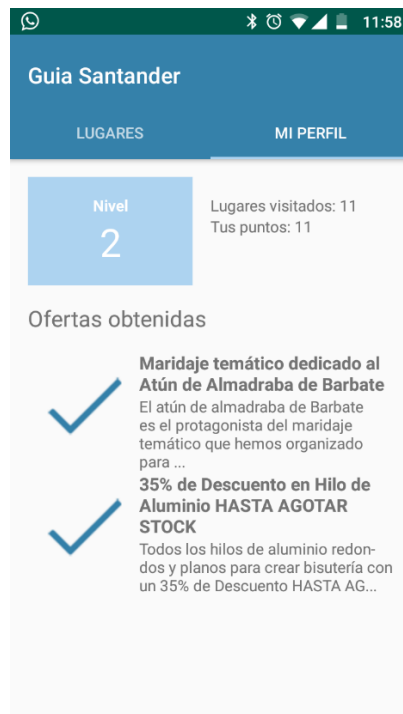 11:58
Guia Santander
LUGARES MI PERFIL
Nivel
2
Lugares visitados: 11
Tus puntos: 11
Ofertas obtenidas
Maridaje temático dedicado al
Atún de Almadraba de Barbate
El atún de almadraba de Barbate
es el protagonista del maridaje
temático que hemos organizado
para ...
35% de Descuento en Hilo de
Aluminio HASTA AGOTAR
STOCK
Todos los hilos de aluminio redon-
dos y planos para crear bisutería con
un 35% de Descuento HASTA AG...